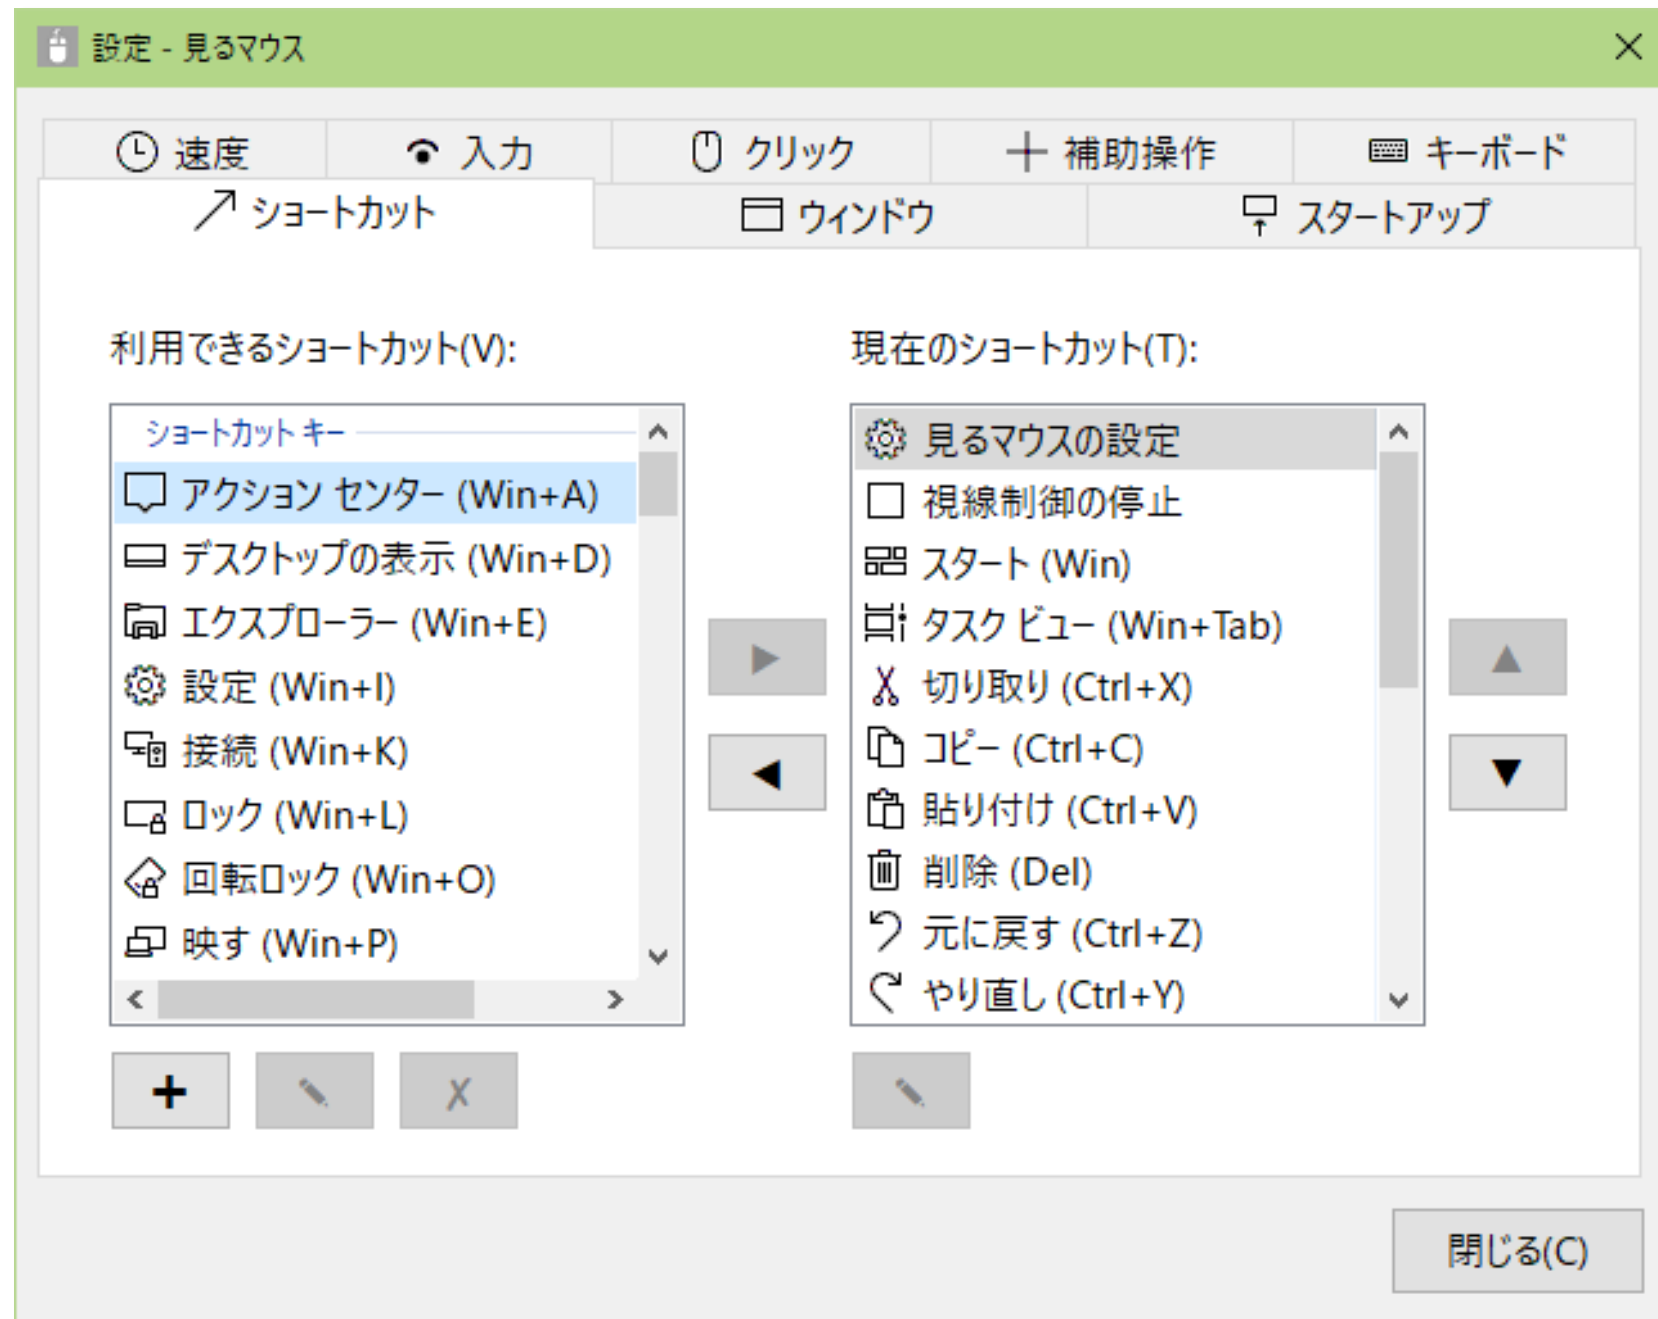 設定 - 見るマウス
速度
入力
クリック
補助操作
キーボード
ショートカット
ウィンドウ
スタートアップ
利用できるショートカット(V):
ショートカット キー
アクション センター (Win+A)
デスクトップの表示 (Win+D)
エクスプローラー (Win+E)
設定 (Win+I)
接続 (Win+K)
ロック (Win+L)
回転ロック (Win+O)
映す (Win+P)
現在のショートカット(T):
見るマウスの設定
視線制御の停止
スタート (Win)
タスク ビュー (Win+Tab)
切り取り (Ctrl+X)
コピー (Ctrl+C)
貼り付け (Ctrl+V)
削除 (Del)
元に戻す (Ctrl+Z)
やり直し (Ctrl+Y)
閉じる(C)